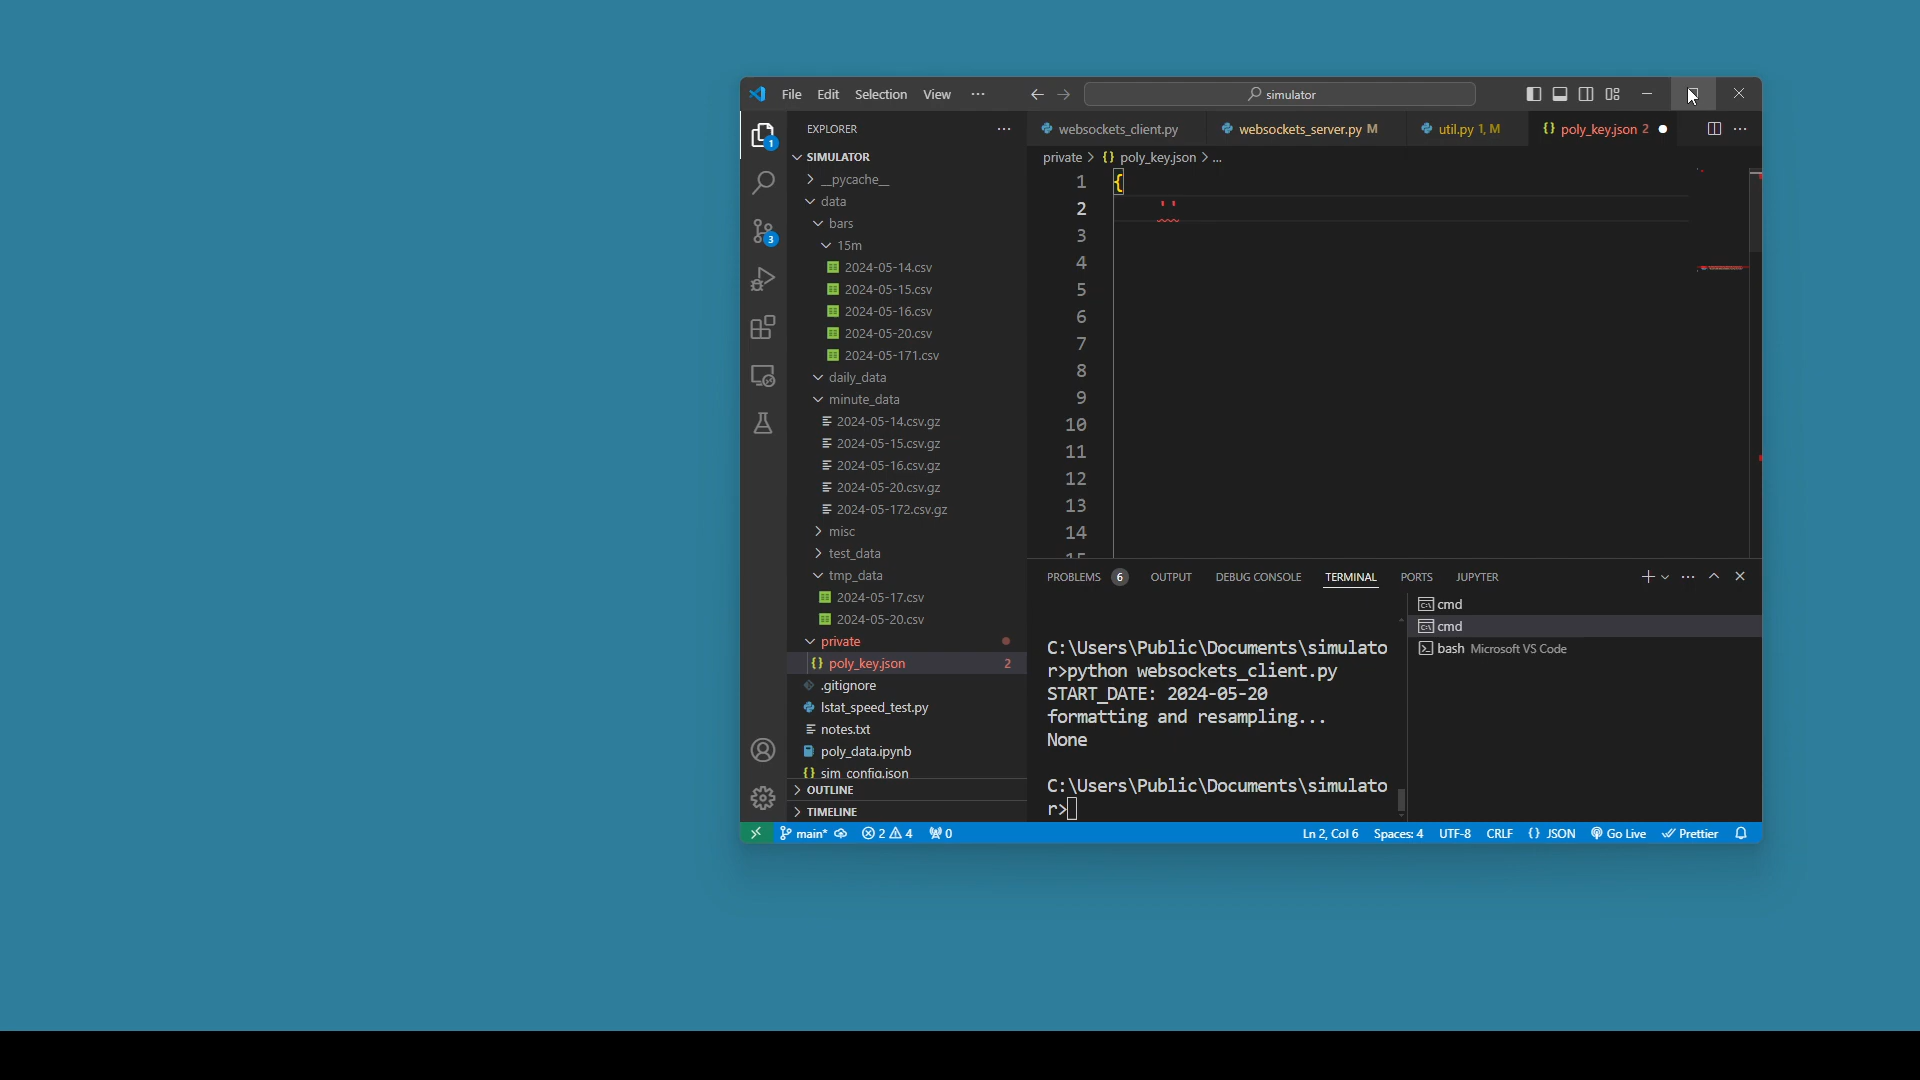 File Edit Selection View ··· simulator
EXPLORER ···
SIMULATOR
__pycache__
data
bars
15m
2024-05-14.csv
2024-05-15.csv
2024-05-16.csv
2024-05-20.csv
2024-05-171.csv
daily_data
minute_data
2024-05-14.csv.gz
2024-05-15.csv.gz
2024-05-16.csv.gz
2024-05-20.csv.gz
2024-05-172.csv.gz
misc
test_data
tmp_data
2024-05-17.csv
2024-05-20.csv
private
poly_key.json 2
.gitignore
lstat_speed_test.py
notes.txt
poly_data.ipynb
sim_config.json
OUTLINE
TIMELINE
1
3
websockets_client.py websockets_server.py M util.py 1, M {} poly_key.json 2
private > {} poly_key.json > ...
1 {
2 ''
3
4
5
6
7
8
9
10
11
12
13
14
15
PROBLEMS 6 OUTPUT DEBUG CONSOLE TERMINAL PORTS JUPYTER
C:\Users\Public\Documents\simulato
r>python websockets_client.py
START_DATE: 2024-05-20
formatting and resampling...
None
C:\Users\Public\Documents\simulato
r>
cmd
cmd
bash Microsoft VS Code
main* 2 4 0 Ln 2, Col 6 Spaces: 4 UTF-8 CRLF {} JSON Go Live Prettier